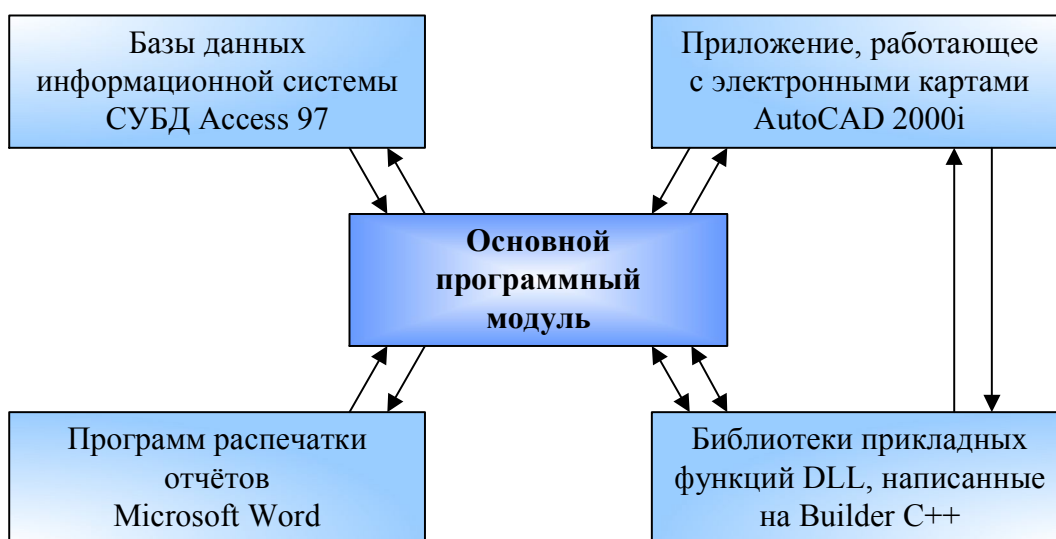 Базы данных
информационной системы
СУБД Access 97
Приложение, работающее
с электронными картами
AutoCAD 2000i
Основной
программный
модуль
Программ распечатки
отчётов
Microsoft Word
Библиотеки прикладных
функций DLL, написанные
на Builder C++